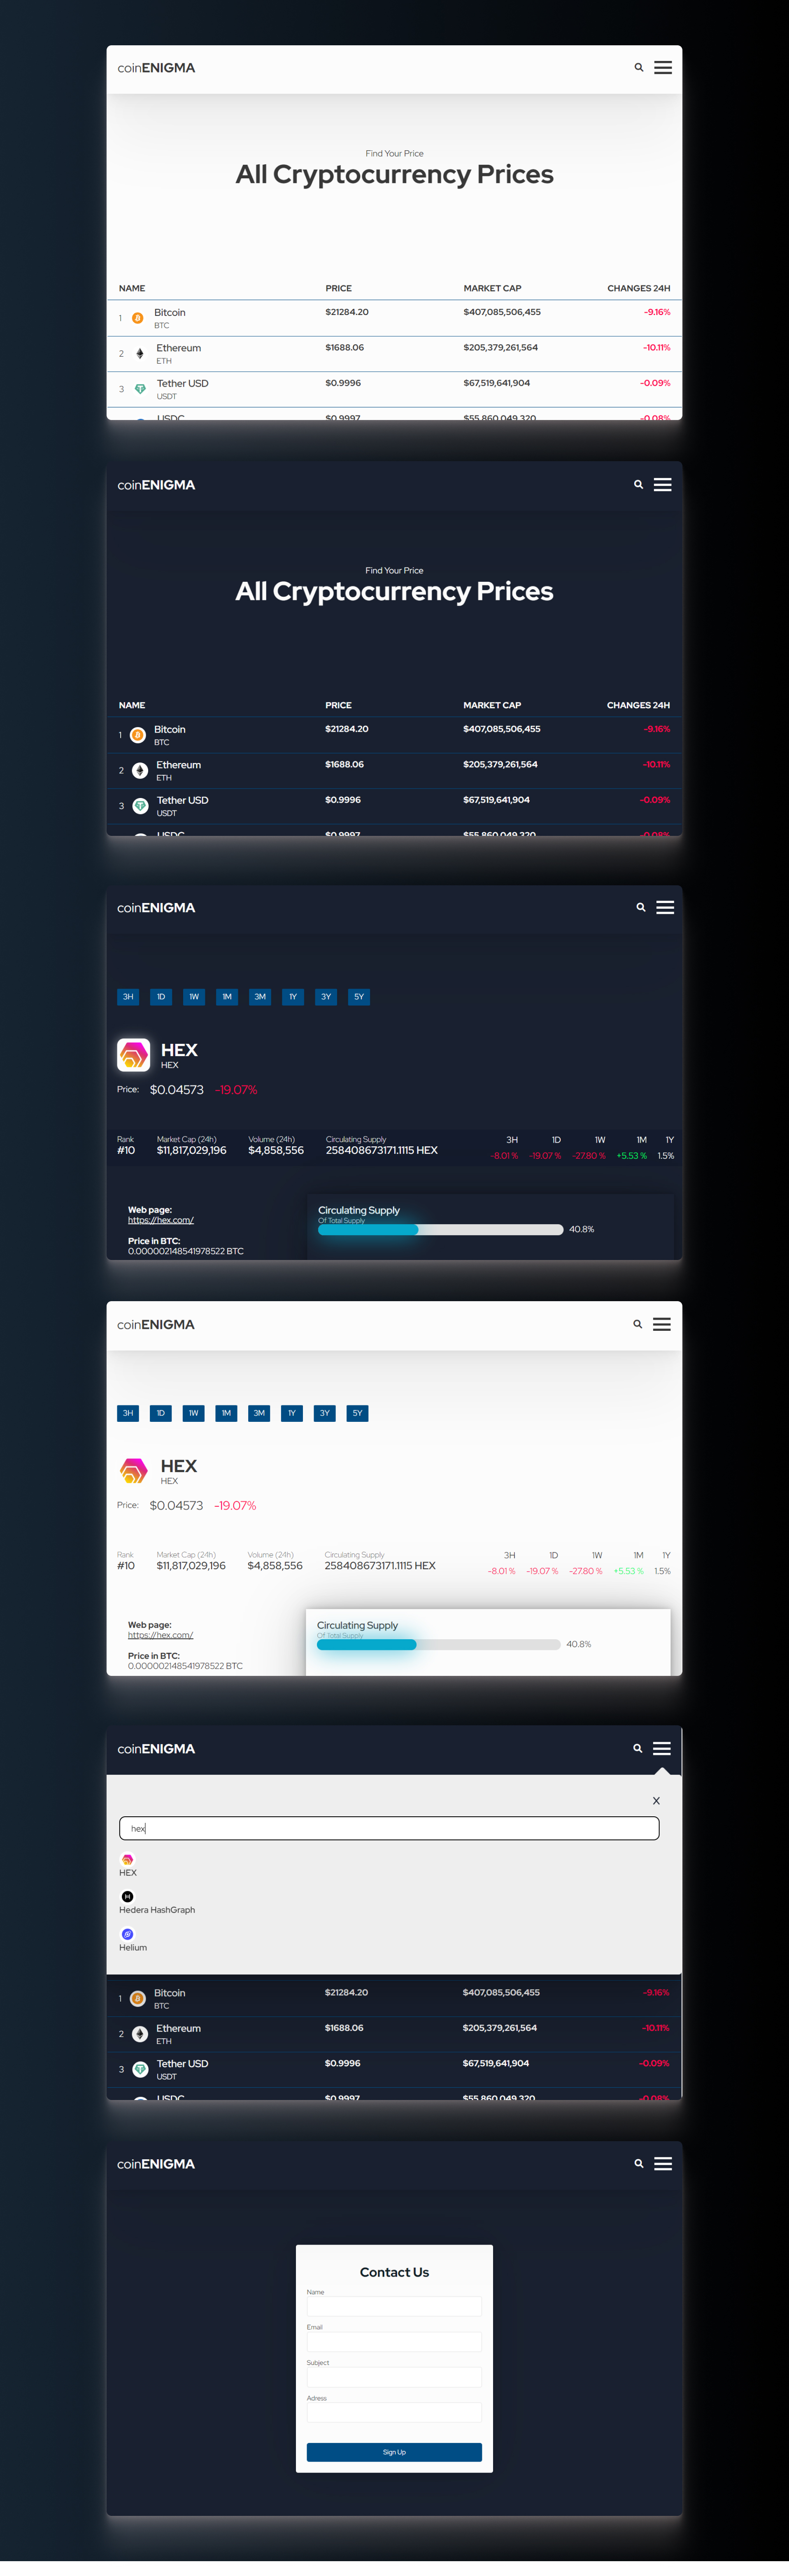 coinENIGMA
Find Your Price
All Cryptocurrency Prices
NAME PRICE MARKET CAP CHANGES 24H
1 Bitcoin $21284.20 $407,085,506,455 -9.16%
BTC
2 Ethereum $1688.06 $205,379,261,564 -10.11%
ETH
3 Tether USD $0.9996 $67,519,641,904 -0.09%
USDT
USDC $0.9997 $55,860,049,320 -0.08%
coinENIGMA
Find Your Price
All Cryptocurrency Prices
NAME PRICE MARKET CAP CHANGES 24H
1 Bitcoin $21284.20 $407,085,506,455 -9.16%
BTC
2 Ethereum $1688.06 $205,379,261,564 -10.11%
ETH
3 Tether USD $0.9996 $67,519,641,904 -0.09%
USDT
USDC $0.9997 $55,860,049,320 -0.08%
coinENIGMA
3H 1D 1W 1M 3M 1Y 3Y 5Y
HEX
HEX
Price: $0.04573 -19.07%
Rank Market Cap (24h) Volume (24h) Circulating Supply 3H 1D 1W 1M 1Y
#10 $11,817,029,196 $4,858,556 258408673171.1115 HEX -8.01 % -19.07 % -27.80 % +5.53 % 1.5%
Web page: Circulating Supply
https://hex.com/ Of Total Supply
40.8%
Price in BTC:
0.000002148541978522 BTC
coinENIGMA
3H 1D 1W 1M 3M 1Y 3Y 5Y
HEX
HEX
Price: $0.04573 -19.07%
Rank Market Cap (24h) Volume (24h) Circulating Supply 3H 1D 1W 1M 1Y
#10 $11,817,029,196 $4,858,556 258408673171.1115 HEX -8.01 % -19.07 % -27.80 % +5.53 % 1.5%
Web page: Circulating Supply
https://hex.com/ Of Total Supply
40.8%
Price in BTC:
0.000002148541978522 BTC
coinENIGMA
X
hex
HEX
Hedera HashGraph
Helium
1 Bitcoin $21284.20 $407,085,506,455 -9.16%
BTC
2 Ethereum $1688.06 $205,379,261,564 -10.11%
ETH
3 Tether USD $0.9996 $67,519,641,904 -0.09%
USDT
USDC $0.9997 $55,860,049,320 -0.08%
coinENIGMA
Contact Us
Name
Email
Subject
Adress
Sign Up